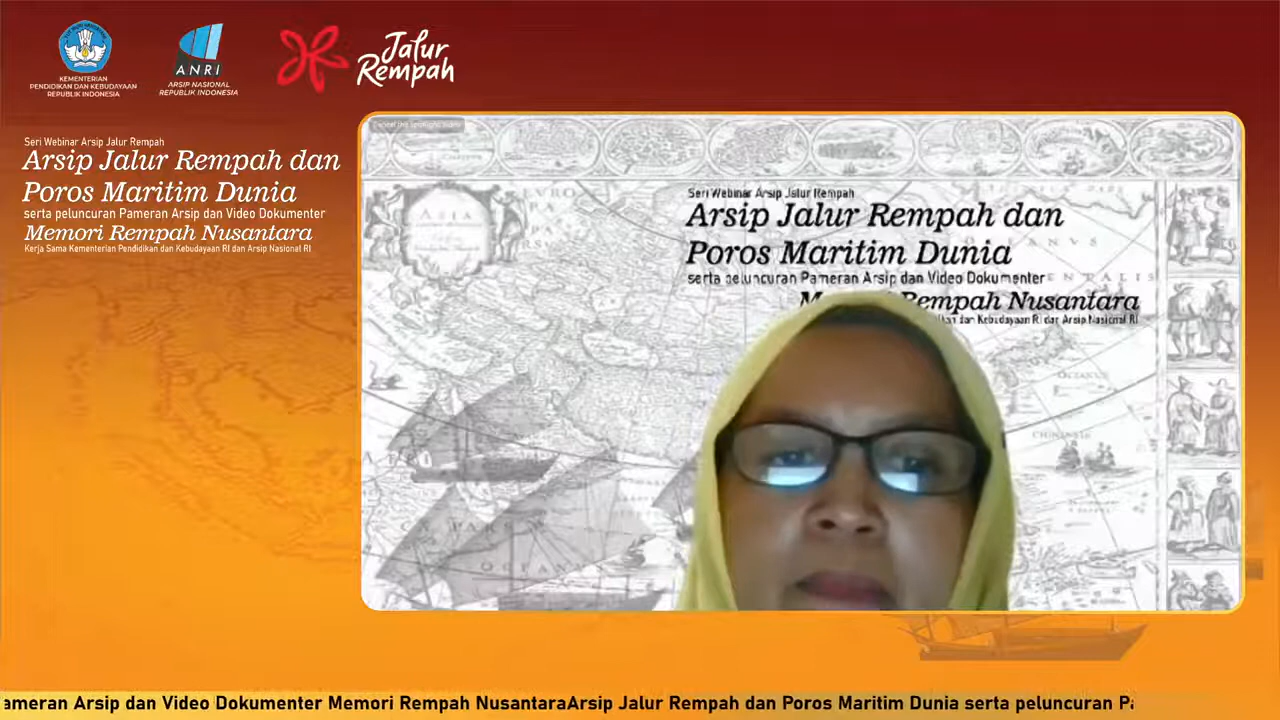 KEMENTERIAN
PENDIDIKAN DAN KEBUDAYAAN
REPUBLIK INDONESIA
ANRI
ARSIP NASIONAL
REPUBLIK INDONESIA
Jalur
Rempah
Seri Webinar Arsip Jalur Rempah
Arsip Jalur Rempah dan
Poros Maritim Dunia
serta peluncuran Pameran Arsip dan Video Dokumenter
Memori Rempah Nusantara
Kerja Sama Kementerian Pendidikan dan Kebudayaan RI dan Arsip Nasional RI
ASIA
Seri Webinar Arsip Jalur Rempah
Arsip Jalur Rempah dan
Poros Maritim Dunia
serta peluncuran Pameran Arsip dan Video Dokumenter
Rempah Nusantara
dan Kebudayaan RI dan Arsip Nasional RI
CHINENSIS
OCEANUS
ameran Arsip dan Video Dokumenter Memori Rempah NusantaraArsip Jalur Rempah dan Poros Maritim Dunia serta peluncuran Pa